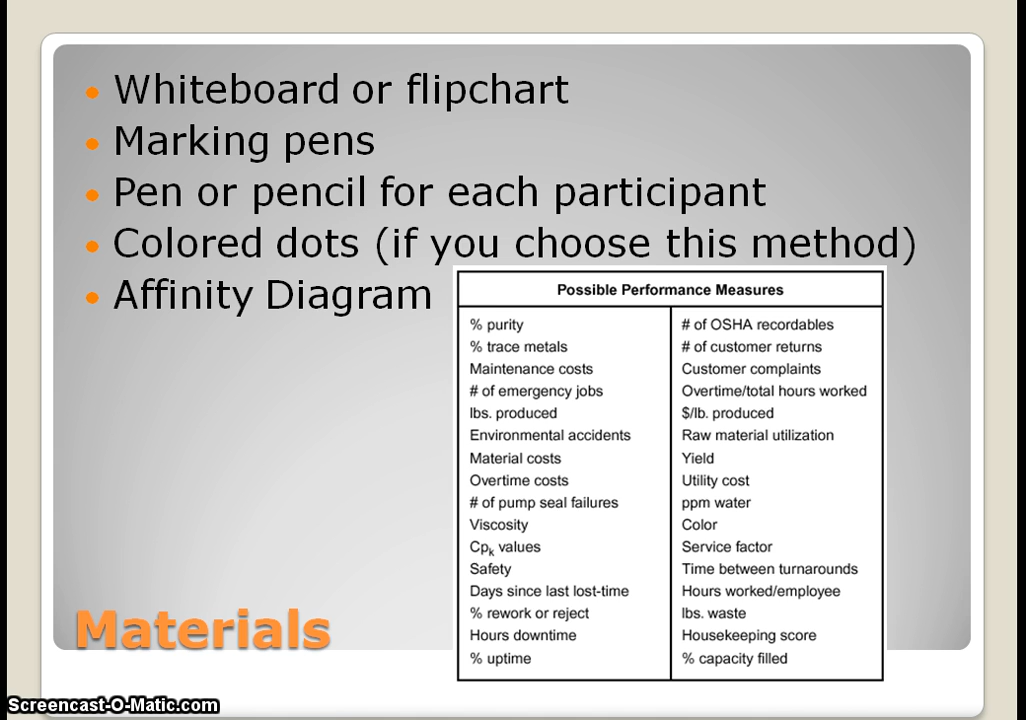 Whiteboard or flipchart
Marking pens
Pen or pencil for each participant
Colored dots (if you choose this method)
Affinity Diagram
Possible Performance Measures
% purity
% trace metals
Maintenance costs
# of emergency jobs
lbs. produced
Environmental accidents
Material costs
Overtime costs
# of pump seal failures
Viscosity
Cpk values
Safety
Days since last lost-time
% rework or reject
Hours downtime
% uptime
# of OSHA recordables
# of customer returns
Customer complaints
Overtime/total hours worked
$/lb. produced
Raw material utilization
Yield
Utility cost
ppm water
Color
Service factor
Time between turnarounds
Hours worked/employee
lbs. waste
Housekeeping score
% capacity filled
Materials
Screencast-O-Matic.com